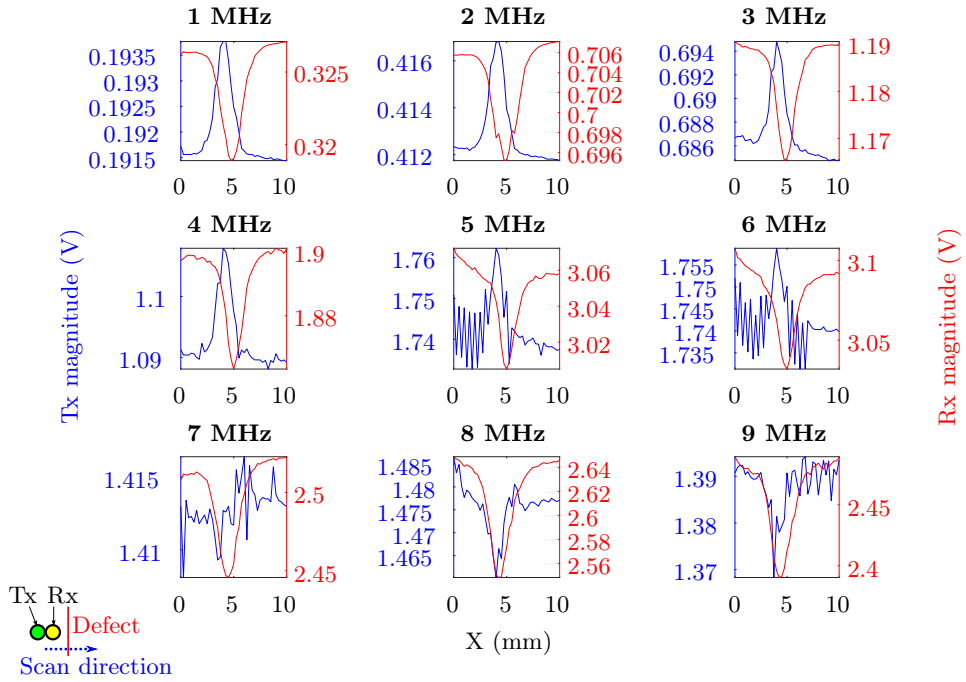 1 MHz 2 MHz 3 MHz
0.1935 0.193 0.1925 0.192 0.1915 0.325 0.32 0.416 0.414 0.412 0.706 0.704 0.702 0.7 0.698 0.696 0.694 0.692 0.69 0.688 0.686 1.19 1.18 1.17
0 5 10 0 5 10 0 5 10
4 MHz 5 MHz 6 MHz
1.1 1.09 1.9 1.88 1.76 1.75 1.74 3.06 3.04 3.02 1.755 1.75 1.745 1.74 1.735 3.1 3.05
0 5 10 0 5 10 0 5 10
7 MHz 8 MHz 9 MHz
1.415 1.41 2.5 2.45 1.485 1.48 1.475 1.47 1.465 2.64 2.62 2.6 2.58 2.56 1.39 1.38 1.37 2.45 2.4
0 5 10 0 5 10 0 5 10
Tx magnitude (V)
Rx magnitude (V)
X (mm)
Tx Rx
Defect
Scan direction